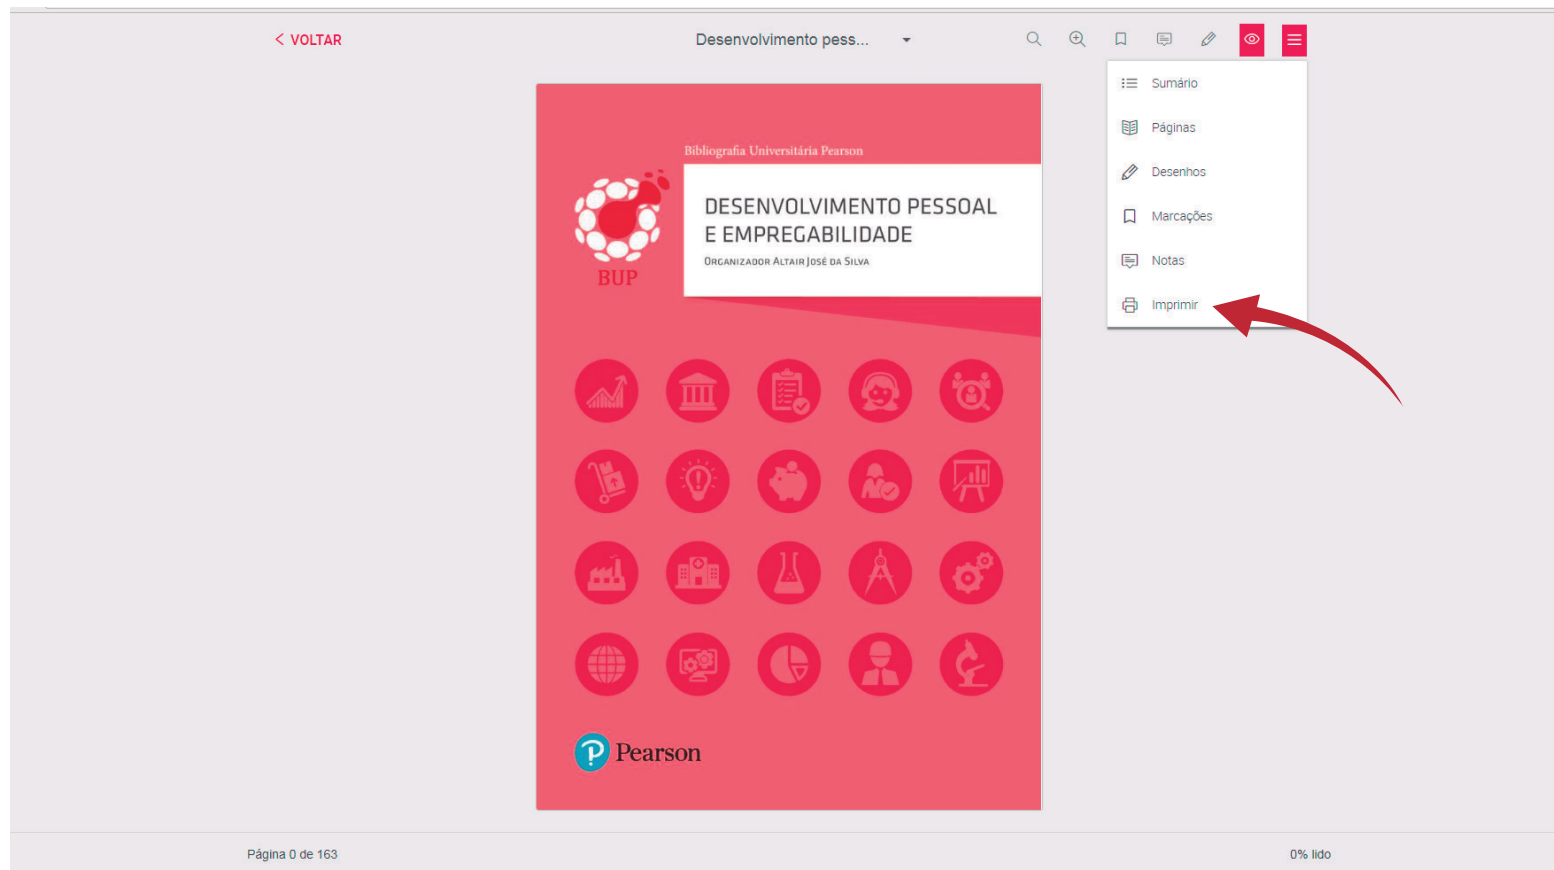 < VOLTAR
Desenvolvimento pess...
Sumário
Páginas
Desenhos
Marcações
Notas
Imprimir
Bibliografia Universitária Pearson
DESENVOLVIMENTO PESSOAL
E EMPREGABILIDADE
ORGANIZADOR ALTAIR JOSÉ DA SILVA
BUP
Pearson
Página 0 de 163
0% lido